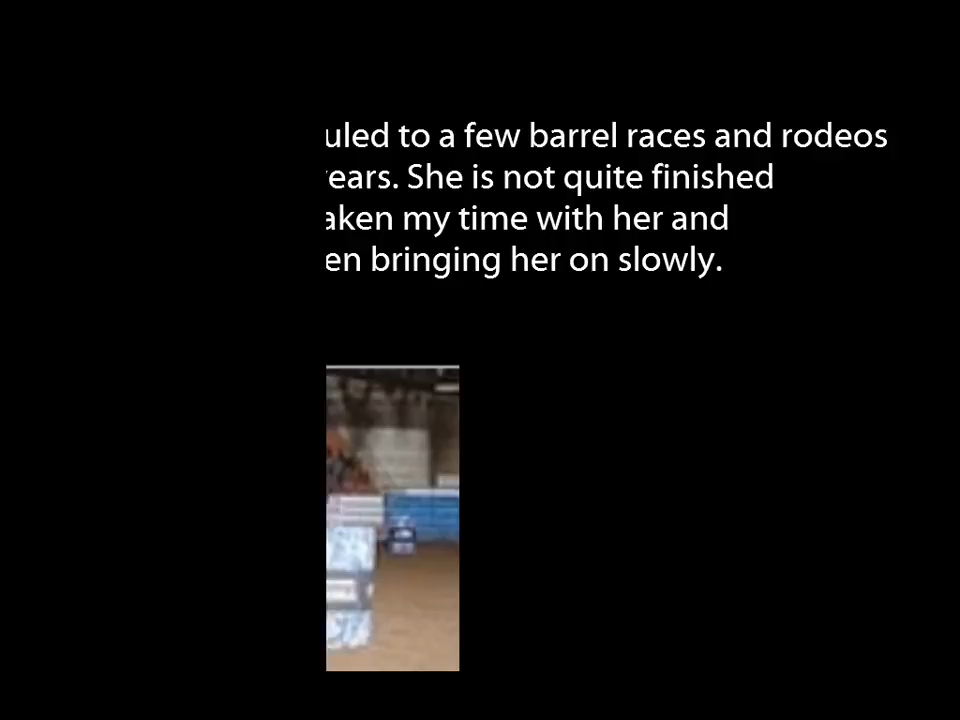 uled to a few barrel races and rodeos
ears. She is not quite finished
aken my time with her and
en bringing her on slowly.